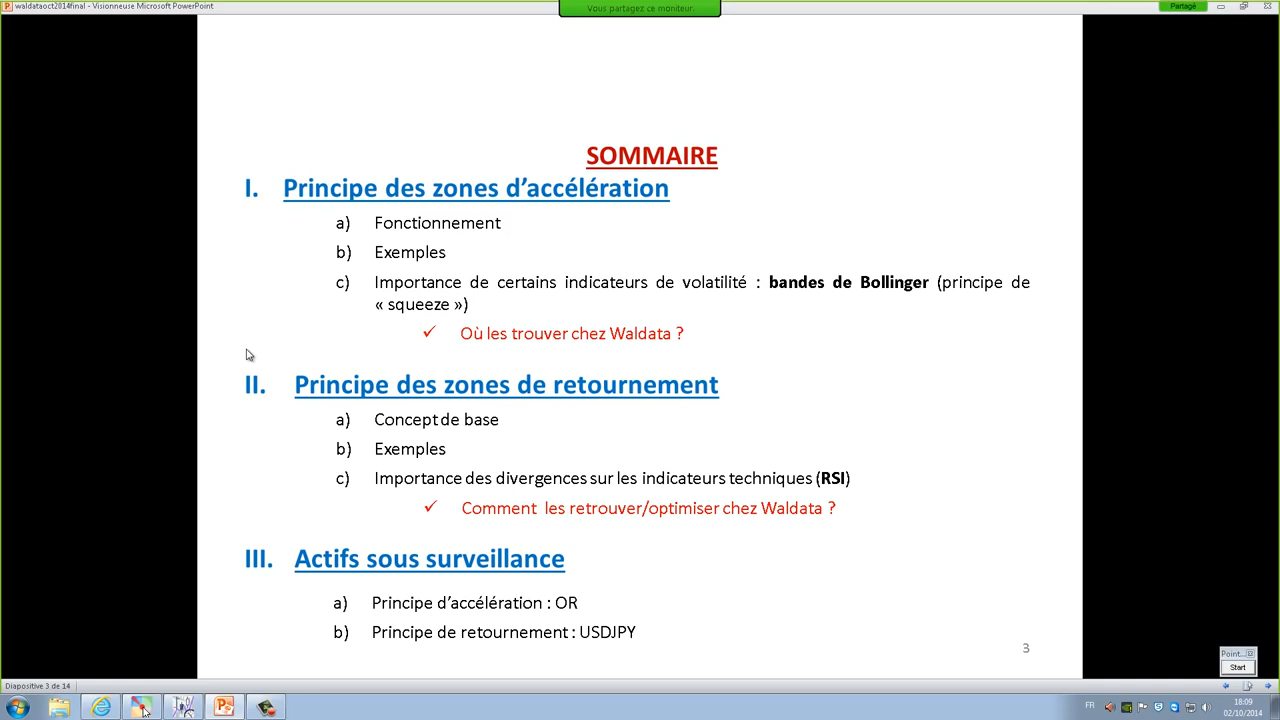 waldataoct2014final - Visionneuse Microsoft PowerPoint
Vous partagez ce moniteur.
Partagé
SOMMAIRE
I. Principe des zones d’accélération
a) Fonctionnement
b) Exemples
c) Importance de certains indicateurs de volatilité : bandes de Bollinger (principe de
« squeeze »)
✓ Où les trouver chez Waldata ?
II. Principe des zones de retournement
a) Concept de base
b) Exemples
c) Importance des divergences sur les indicateurs techniques (RSI)
✓ Comment les retrouver/optimiser chez Waldata ?
III. Actifs sous surveillance
a) Principe d’accélération : OR
b) Principe de retournement : USDJPY
3
Point...
Start
Diapositive 3 de 14
FR
18:09
02/10/2014